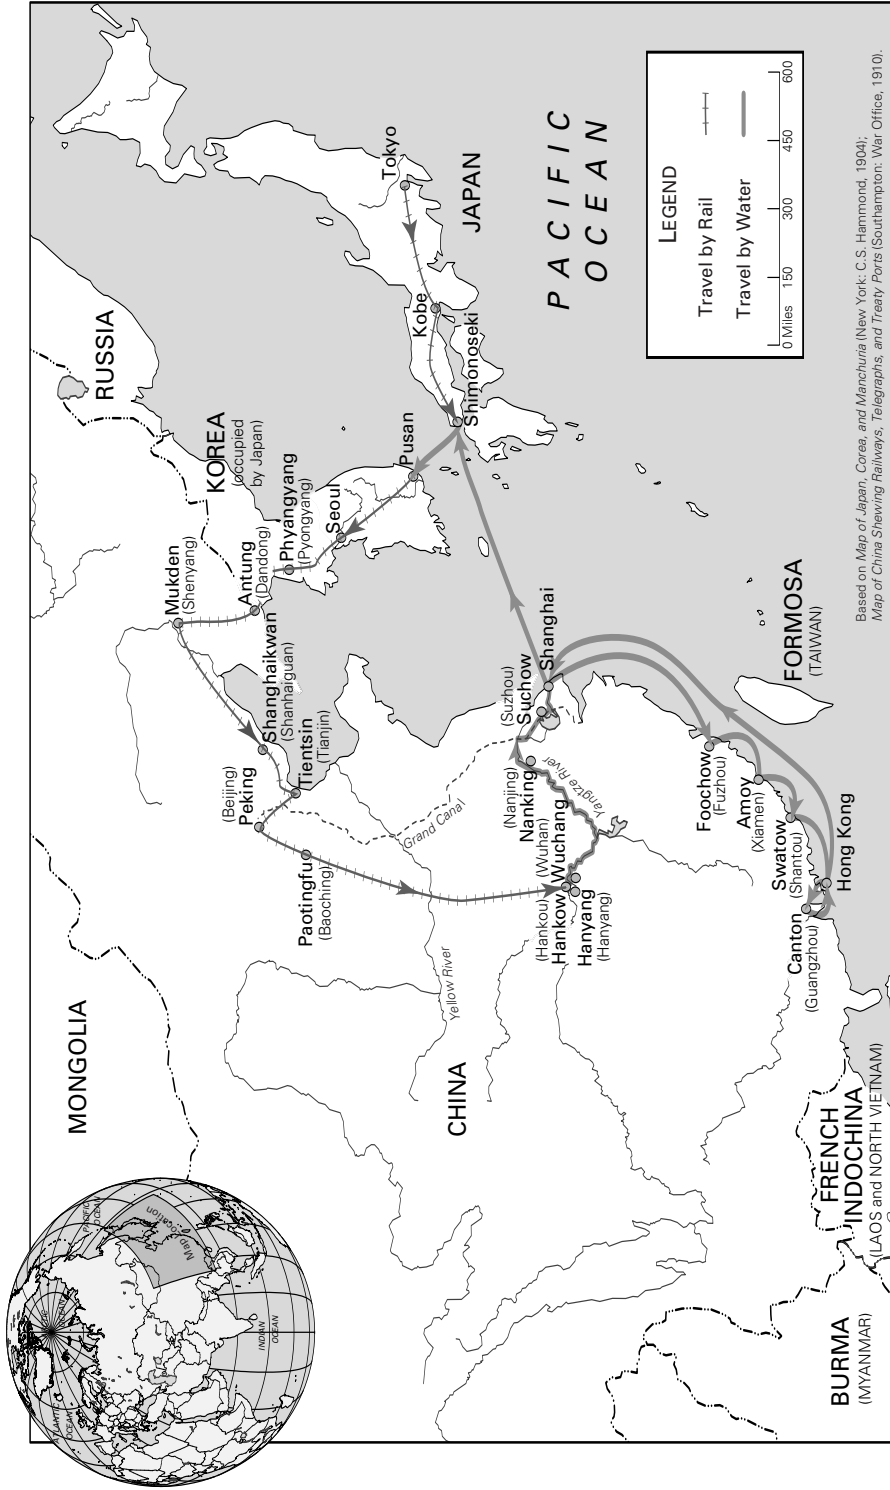 MONGOLIA
RUSSIA
KOREA
(occupied
by Japan)
JAPAN
PACIFIC
OCEAN
CHINA
FORMOSA
(TAIWAN)
FRENCH
INDOCHINA
(LAOS and NORTH VIETNAM)
BURMA
(MYANMAR)
Tokyo
Kobe
Shimonoseki
Pusan
Seoul
Phyangyang
(Pyongyang)
Antung
(Dandong)
Mukden
(Shenyang)
Shanghaikwan
(Shanhaiguan)
Tientsin
(Tianjin)
(Beijing)
Peking
Paotingfu
(Baoching)
Grand Canal
Yellow River
(Hankou)
Hankow
(Wuhan)
Wuchang
Hanyang
(Hanyang)
(Nanjing)
Nanking
Yangtze River
(Suzhou)
Suchow
Shanghai
Foochow
(Fuzhou)
Amoy
(Xiamen)
Swatow
(Shantou)
Hong Kong
Canton
(Guangzhou)
LEGEND
Travel by Rail
Travel by Water
0 Miles 150 300 450 600
Based on Map of Japan, Corea, and Manchuria (New York: C.S. Hammond, 1904);
Map of China Shewing Railways, Telegraphs, and Treaty Ports (Southampton: War Office, 1910).
PACIFIC
OCEAN
Map Location
INDIAN
OCEAN
OCEAN